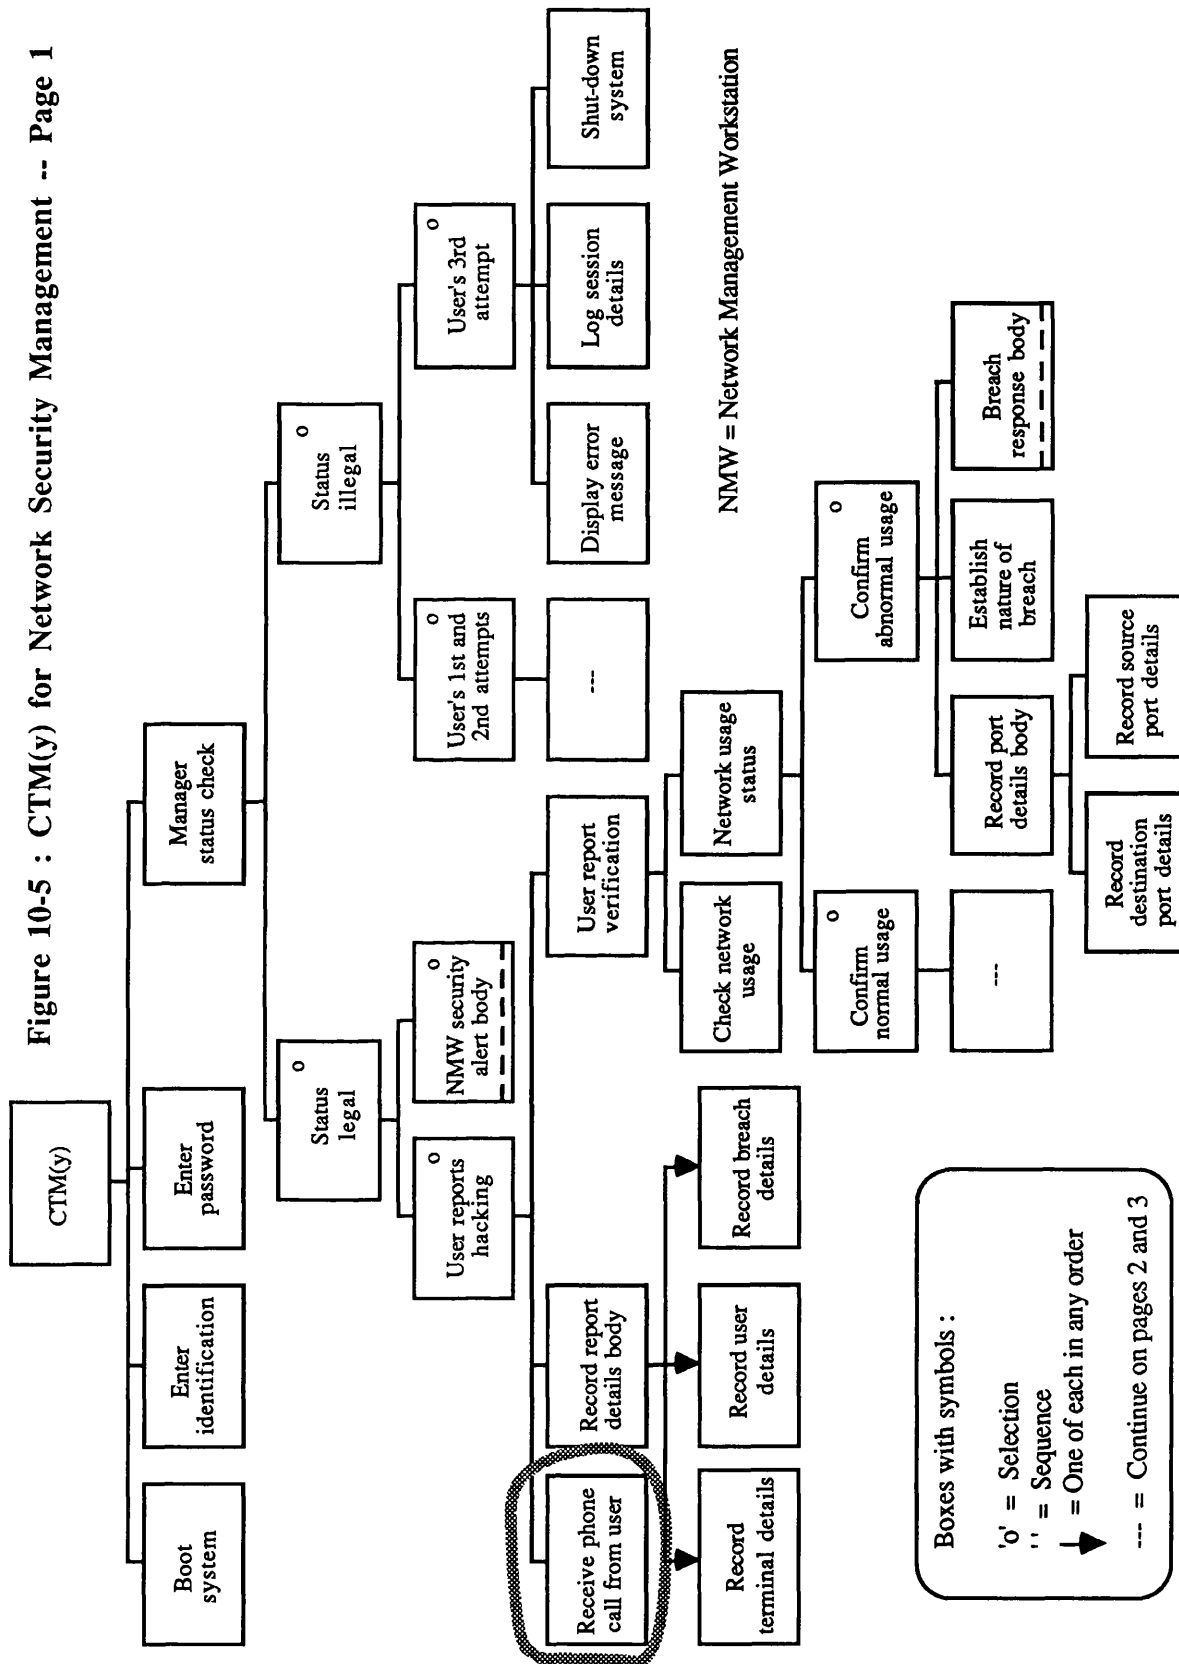 Figure 10-5 : CTM(y) for Network Security Management -- Page 1
CTM(y)
Boot
system
Enter
identification
Enter
password
Manager
status check
Status
legal
o
Status
illegal
o
User reports
hacking
o
NMW security
alert body
o
User's 1st and
2nd attempts
o
User's 3rd
attempt
o
Receive phone
call from user
Record report
details body
User report
verification
---
Display error
message
Log session
details
Shut-down
system
Record
terminal details
Record user
details
Record breach
details
Check network
usage
Network usage
status
NMW = Network Management Workstation
Confirm
normal usage
o
Confirm
abnormal usage
o
---
Record port
details body
Establish
nature of
breach
Breach
response body
Record
destination
port details
Record source
port details
Boxes with symbols :
'o' = Selection
' ' = Sequence
= One of each in any order
--- = Continue on pages 2 and 3